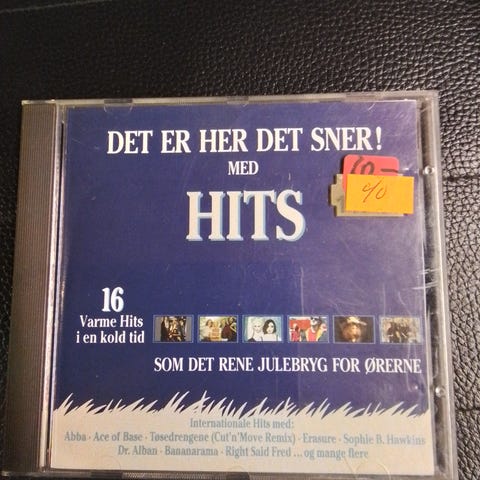 DET ER HER DET SNER!
MED
HITS
16
Varme Hits
i en kold tid
SOM DET RENE JULEBRYG FOR ØRERNE
Internationale Hits med:
Abba · Ace of Base · Tøsedrengene (Cut'n'Move Remix) · Erasure · Sophie B. Hawkins
Dr. Alban · Bananarama · Right Said Fred ... og mange flere